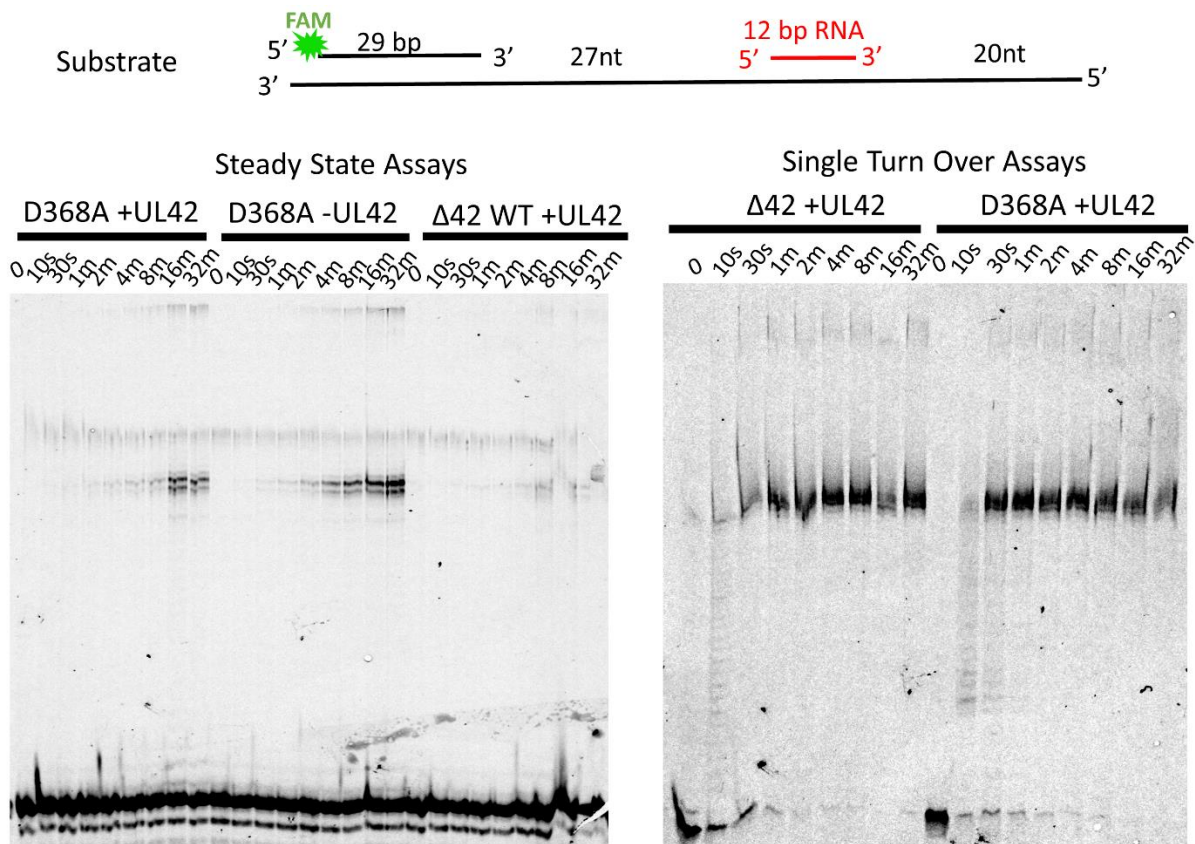 FAM
5’ 29 bp 3’ 27nt 12 bp RNA 5’ 3’ 20nt
Substrate
3’ 5’
Steady State Assays
D368A +UL42 D368A -UL42 Δ42 WT +UL42
0 10s 30s 1m 2m 4m 8m 16m 32m 0 10s 30s 1m 2m 4m 8m 16m 32m 0 10s 30s 1m 2m 4m 8m 16m 32m
Single Turn Over Assays
Δ42 +UL42 D368A +UL42
0 10s 30s 1m 2m 4m 8m 16m 32m 0 10s 30s 1m 2m 4m 8m 16m 32m